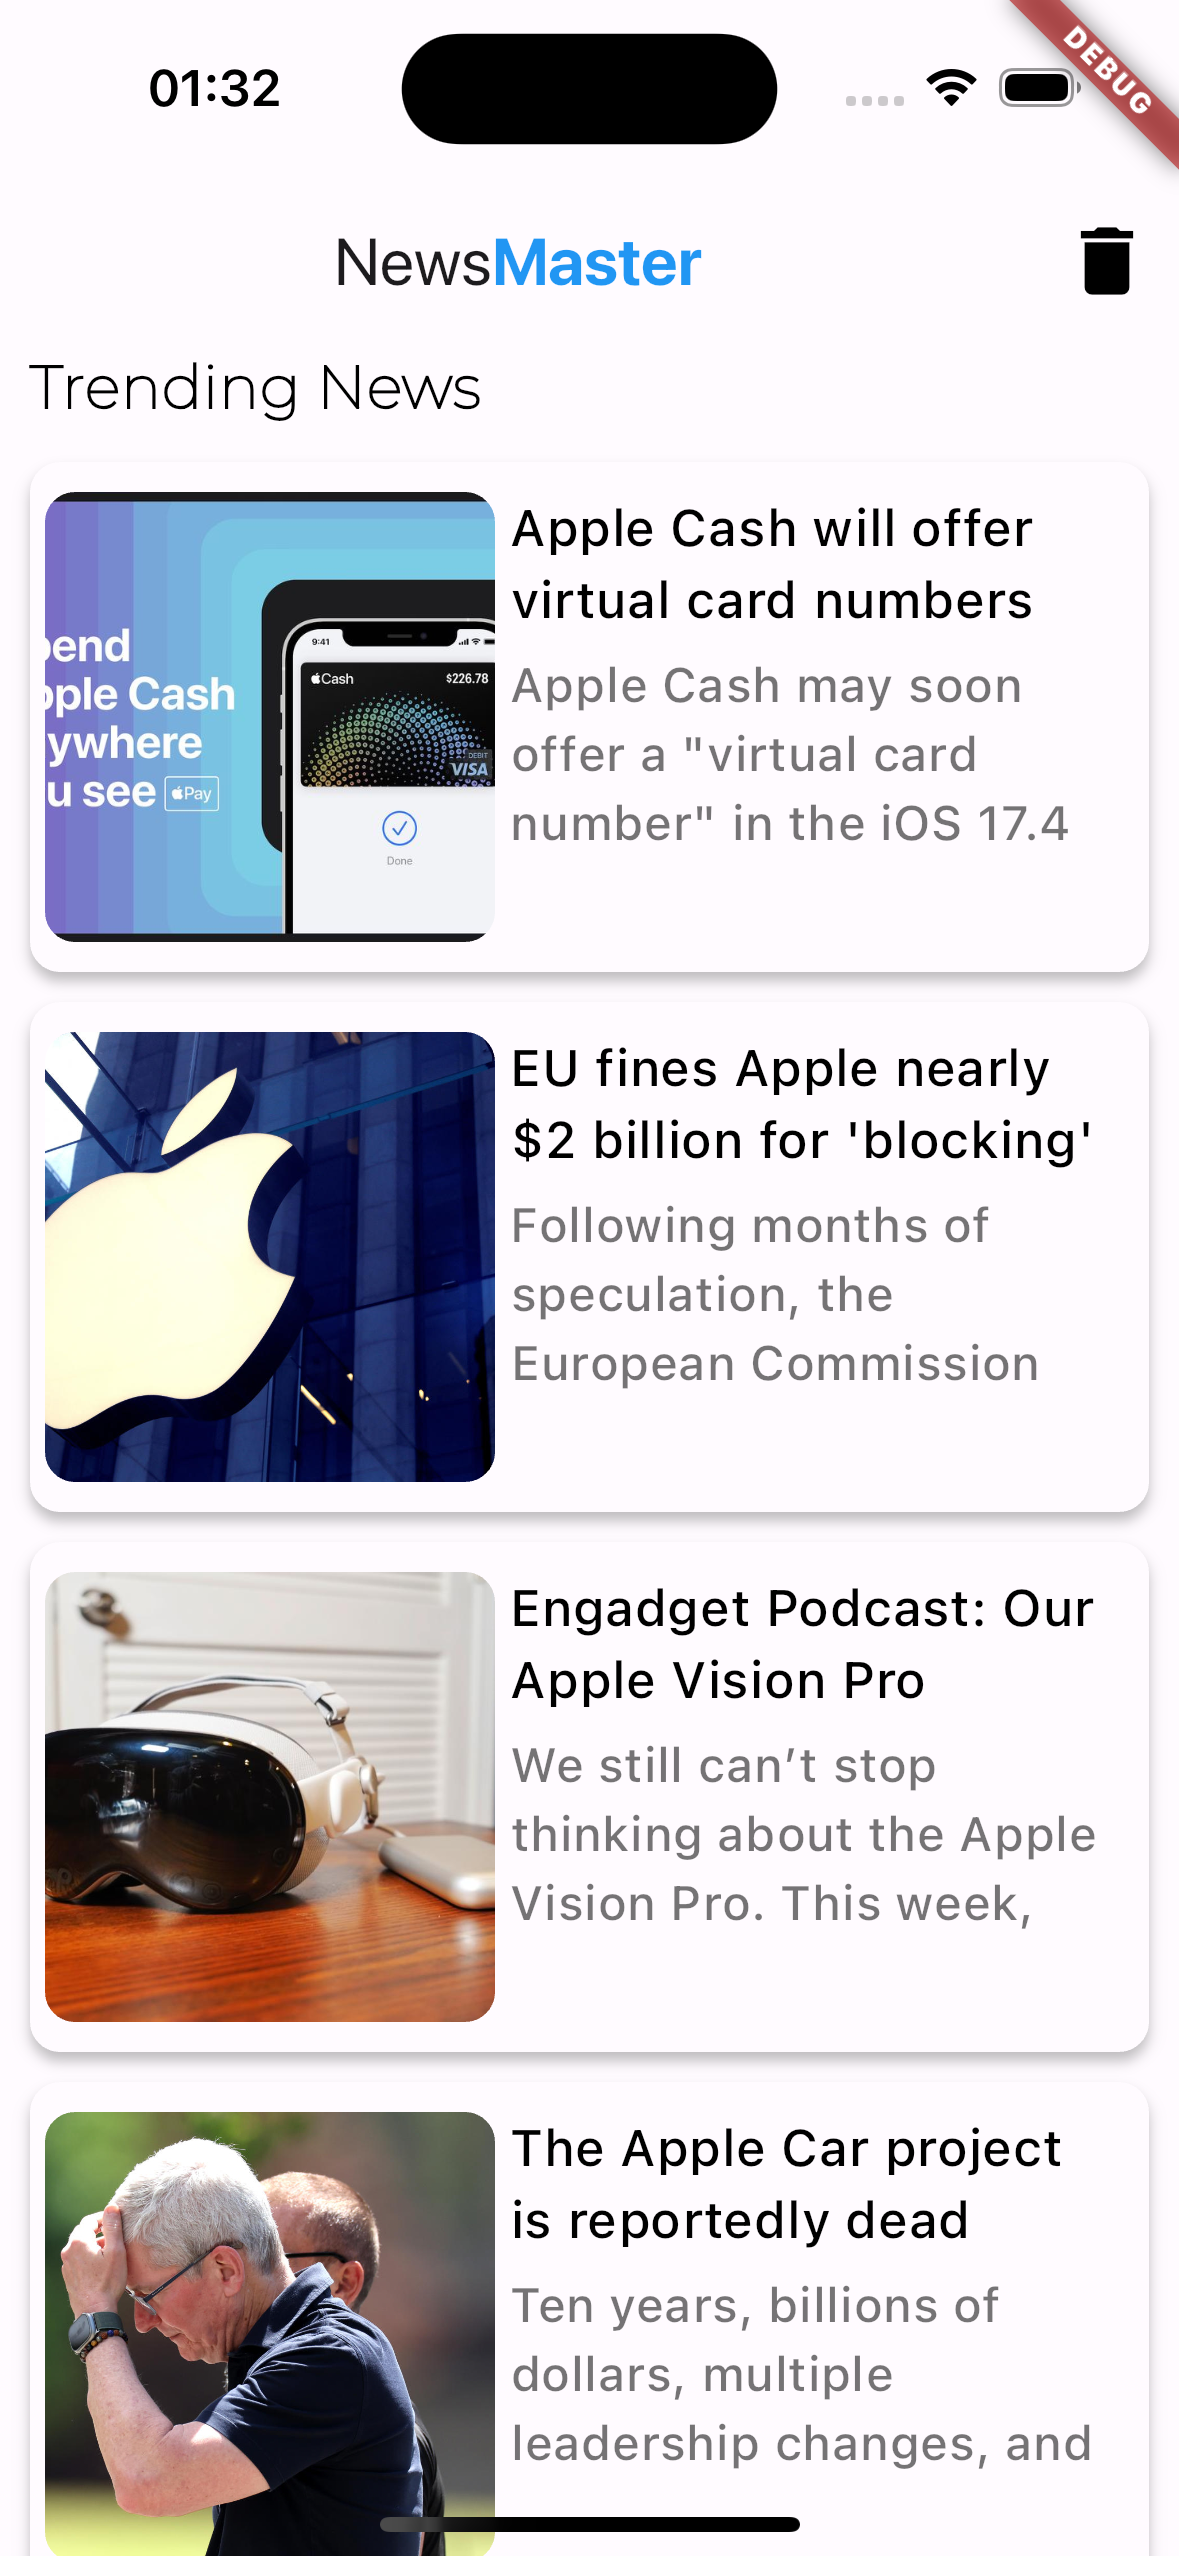 01:32
DEBUG
NewsMaster
Trending News
Apple Cash will offer
virtual card numbers
Apple Cash may soon
offer a "virtual card
number" in the iOS 17.4
pend
pple Cash
ywhere
u see Pay
9:41
Cash $226.78
DEBIT
VISA
Done
EU fines Apple nearly
$2 billion for 'blocking'
Following months of
speculation, the
European Commission
Engadget Podcast: Our
Apple Vision Pro
We still can’t stop
thinking about the Apple
Vision Pro. This week,
The Apple Car project
is reportedly dead
Ten years, billions of
dollars, multiple
leadership changes, and